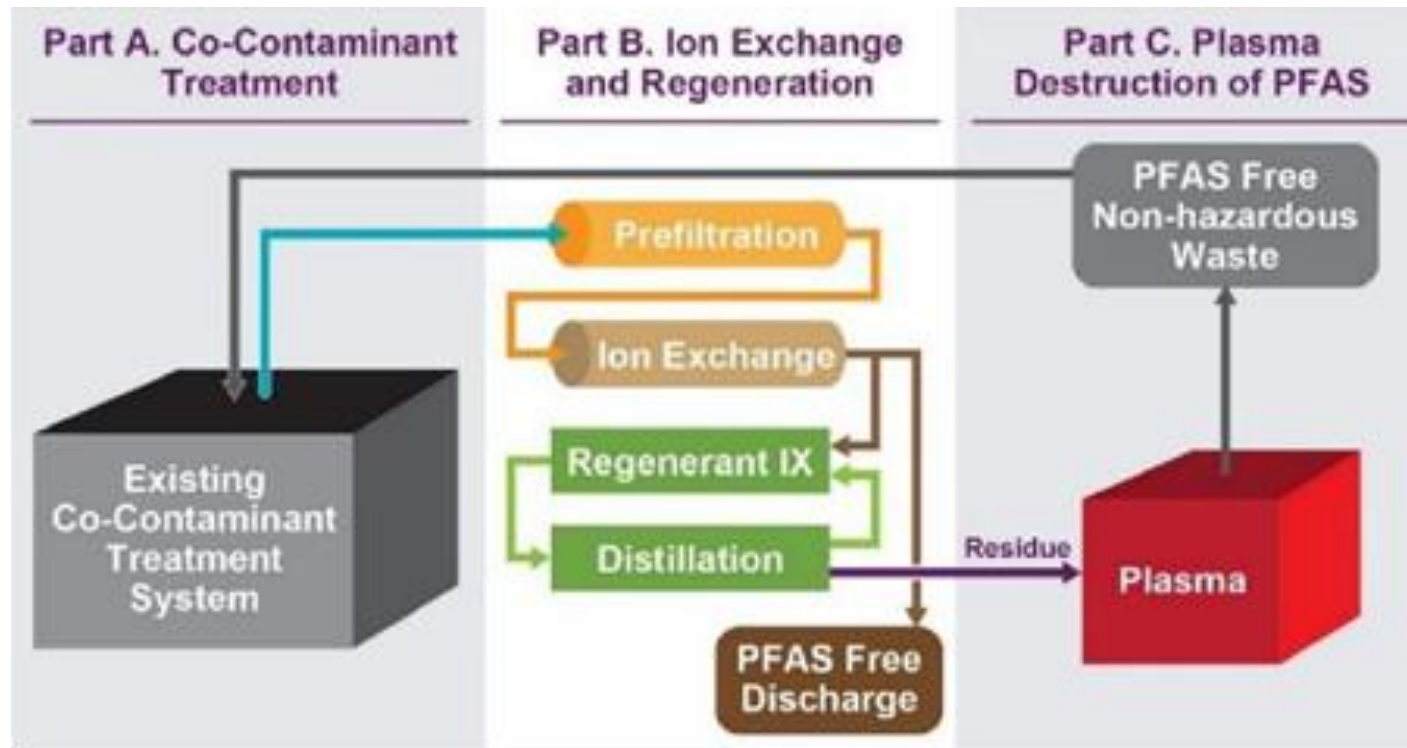 Part A. Co-Contaminant
Treatment
Part B. Ion Exchange
and Regeneration
Part C. Plasma
Destruction of PFAS
PFAS Free
Non-hazardous
Waste
Prefiltration
Ion Exchange
Existing
Co-Contaminant
Treatment
System
Regenerant IX
Distillation
Residue
Plasma
PFAS Free
Discharge